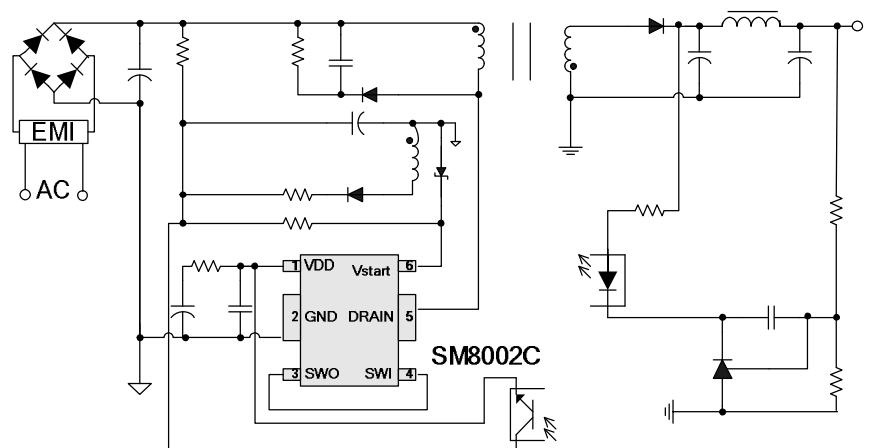 EMI
AC
1 VDD Vstart 6
2 GND DRAIN 5
SM8002C
3 SWO SWI 4